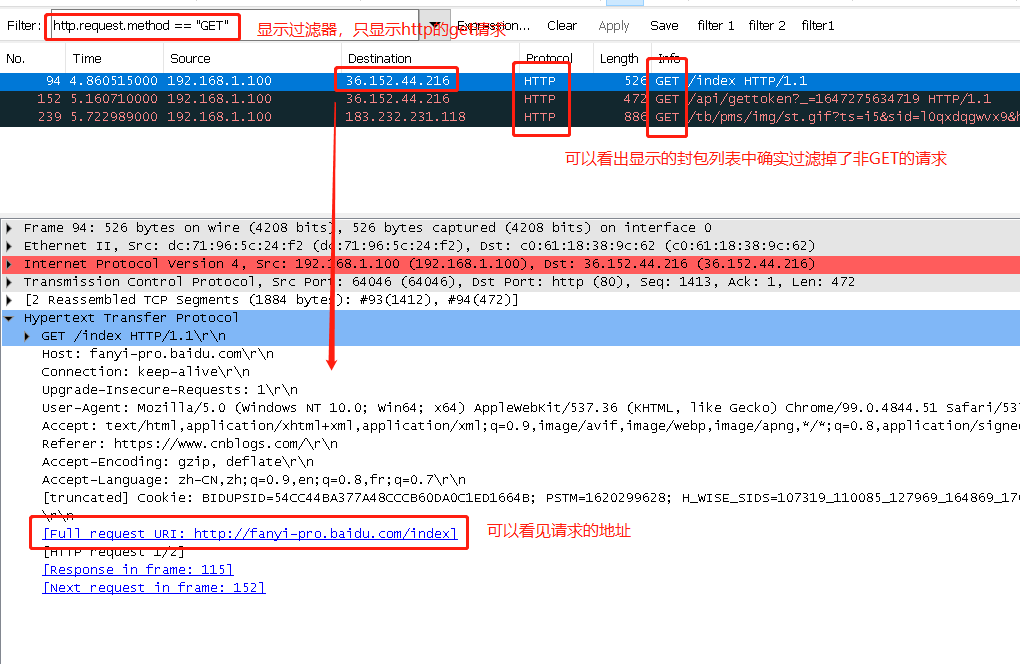 Filter: http.request.method == "GET" Expression... Clear Apply Save filter 1 filter 2 filter1
显示过滤器，只显示http的get请求
No. Time Source Destination Protocol Length Info
94 4.860515000 192.168.1.100 36.152.44.216 HTTP 526 GET /index HTTP/1.1
152 5.160710000 192.168.1.100 36.152.44.216 HTTP 472 GET /api/gettoken?_=1647275634719 HTTP/1.1
239 5.722989000 192.168.1.100 183.232.231.118 HTTP 886 GET /tb/pms/img/st.gif?ts=i5&sid=l0qxdqgwvx9&
可以看出显示的封包列表中确实过滤掉了非GET的请求
Frame 94: 526 bytes on wire (4208 bits), 526 bytes captured (4208 bits) on interface 0
Ethernet II, Src: dc:71:96:5c:24:f2 (dc:71:96:5c:24:f2), Dst: c0:61:18:38:9c:62 (c0:61:18:38:9c:62)
Internet Protocol Version 4, Src: 192.168.1.100 (192.168.1.100), Dst: 36.152.44.216 (36.152.44.216)
Transmission Control Protocol, Src Port: 64046 (64046), Dst Port: http (80), Seq: 1413, Ack: 1, Len: 472
[2 Reassembled TCP Segments (1884 bytes): #93(1412), #94(472)]
Hypertext Transfer Protocol
GET /index HTTP/1.1\r\n
Host: fanyi-pro.baidu.com\r\n
Connection: keep-alive\r\n
Upgrade-Insecure-Requests: 1\r\n
User-Agent: Mozilla/5.0 (Windows NT 10.0; Win64; x64) AppleWebKit/537.36 (KHTML, like Gecko) Chrome/99.0.4844.51 Safari/537
Accept: text/html,application/xhtml+xml,application/xml;q=0.9,image/avif,image/webp,image/apng,*/*;q=0.8,application/signed
Referer: https://www.cnblogs.com/\r\n
Accept-Encoding: gzip, deflate\r\n
Accept-Language: zh-CN,zh;q=0.9,en;q=0.8,fr;q=0.7\r\n
[truncated] Cookie: BIDUPSID=54CC44BA377A48CCCB60DA0C1ED1664B; PSTM=1620299628; H_WISE_SIDS=107319_110085_127969_164869_170
\r\n
[Full request URI: http://fanyi-pro.baidu.com/index]
可以看见请求的地址
[HTTP request 1/2]
[Response in frame: 115]
[Next request in frame: 152]